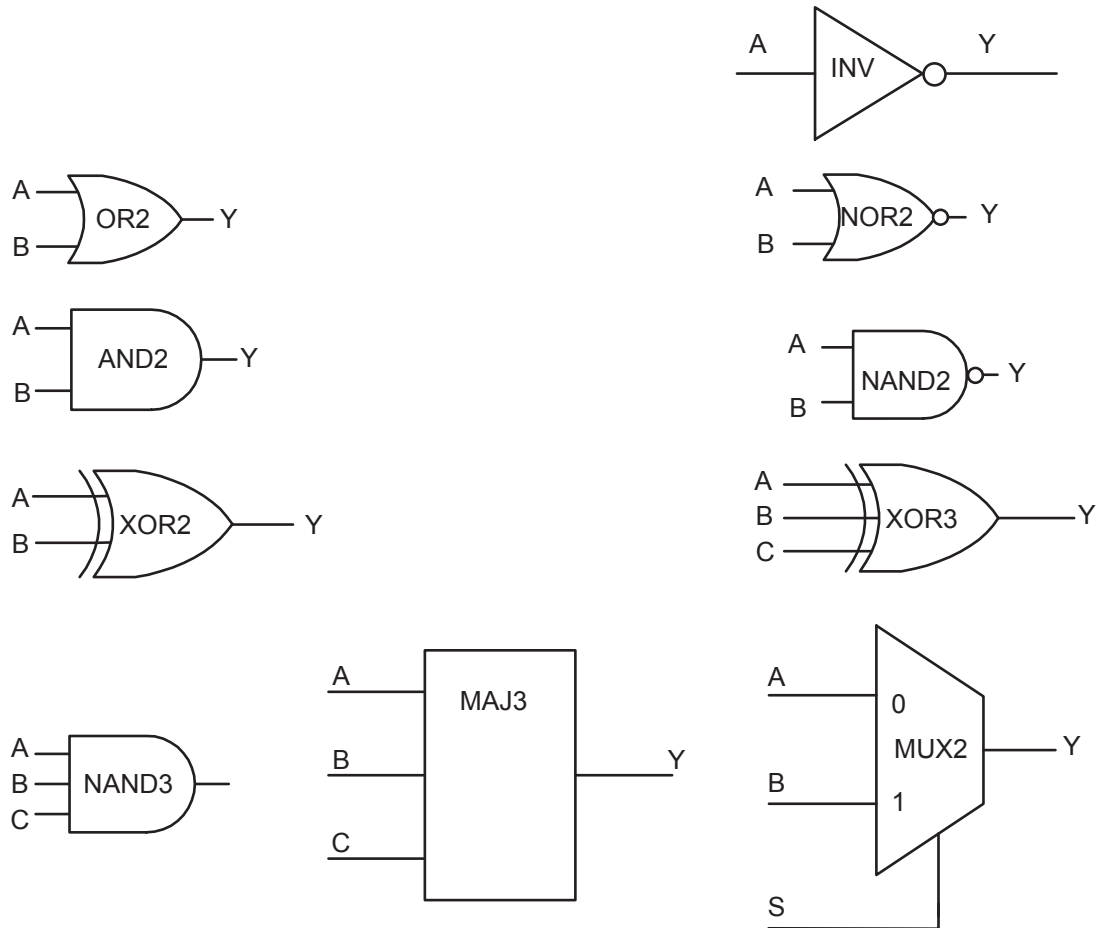 A INV Y
A OR2 Y
B
A NOR2 Y
B
A AND2 Y
B
A NAND2 Y
B
A XOR2 Y
B
A
B XOR3 Y
C
A
B NAND3
C
A MAJ3
B Y
C
A 0
MUX2 Y
B 1
S